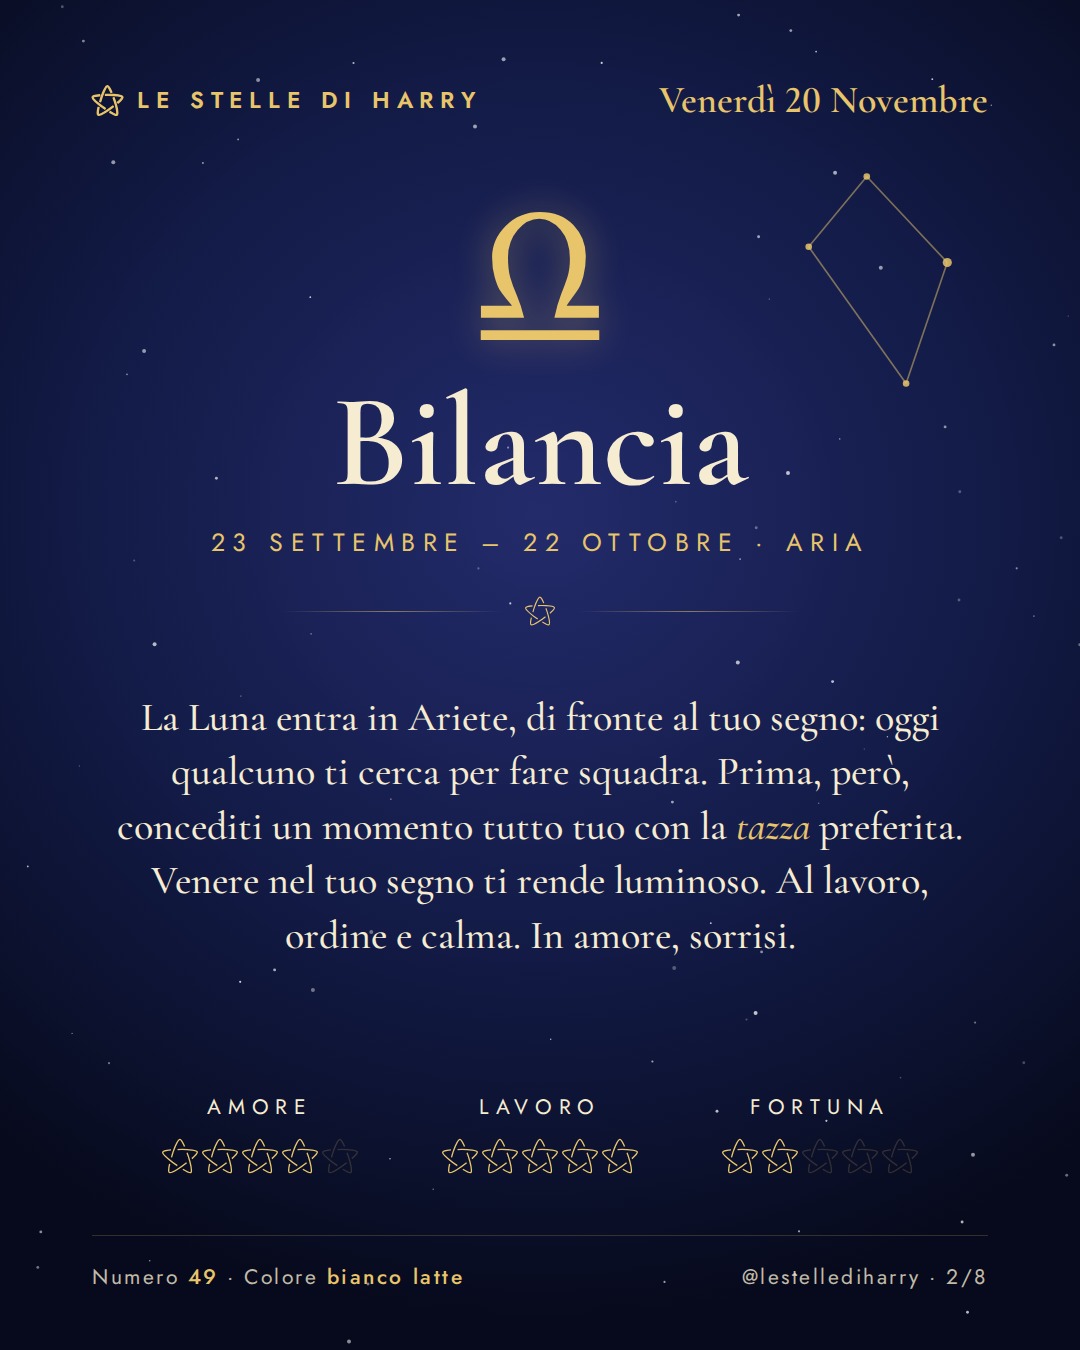 LE STELLE DI HARRY
Venerdì 20 Novembre
Bilancia
23 SETTEMBRE — 22 OTTOBRE · ARIA
La Luna entra in Ariete, di fronte al tuo segno: oggi
qualcuno ti cerca per fare squadra. Prima, però,
concediti un momento tutto tuo con la tazza preferita.
Venere nel tuo segno ti rende luminoso. Al lavoro,
ordine e calma. In amore, sorrisi.
AMORE
LAVORO
FORTUNA
Numero 49 · Colore bianco latte
@lestellediharry · 2/8